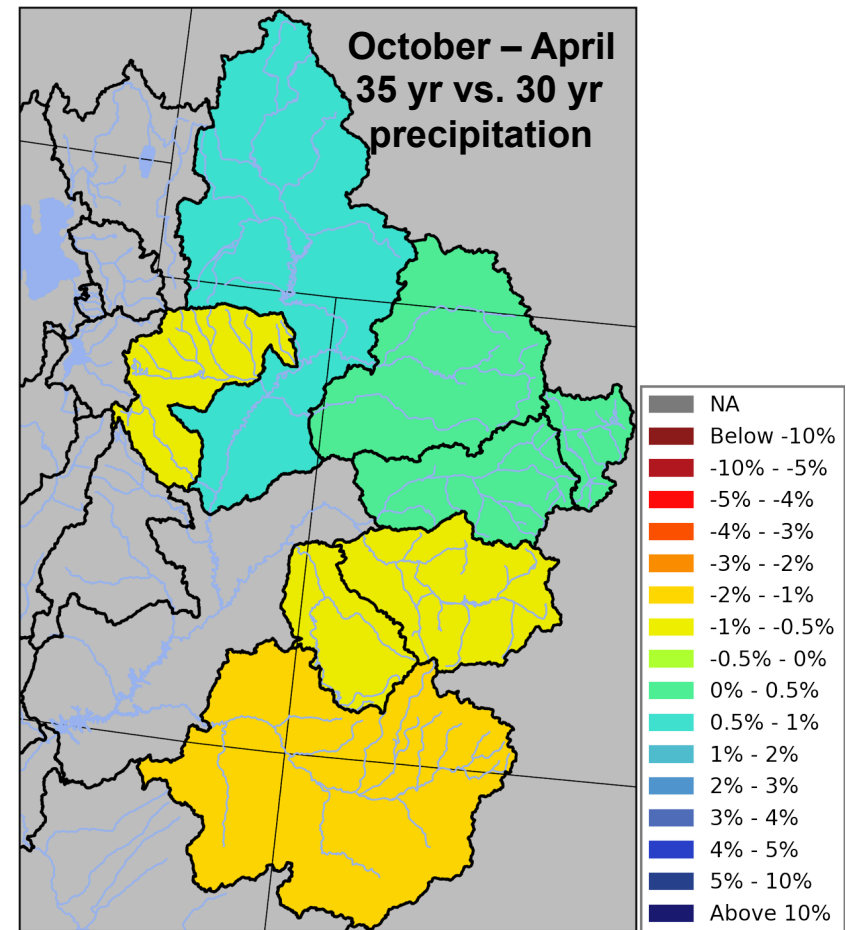 October – April
35 yr vs. 30 yr
precipitation
NA
Below -10%
-10% - -5%
-5% - -4%
-4% - -3%
-3% - -2%
-2% - -1%
-1% - -0.5%
-0.5% - 0%
0% - 0.5%
0.5% - 1%
1% - 2%
2% - 3%
3% - 4%
4% - 5%
5% - 10%
Above 10%